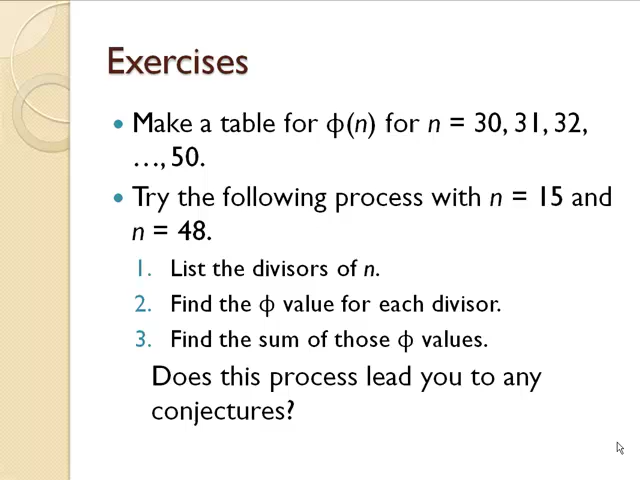 Exercises
• Make a table for ϕ(n) for n = 30, 31, 32,
…, 50.
• Try the following process with n = 15 and
n = 48.
1. List the divisors of n.
2. Find the ϕ value for each divisor.
3. Find the sum of those ϕ values.
Does this process lead you to any
conjectures?